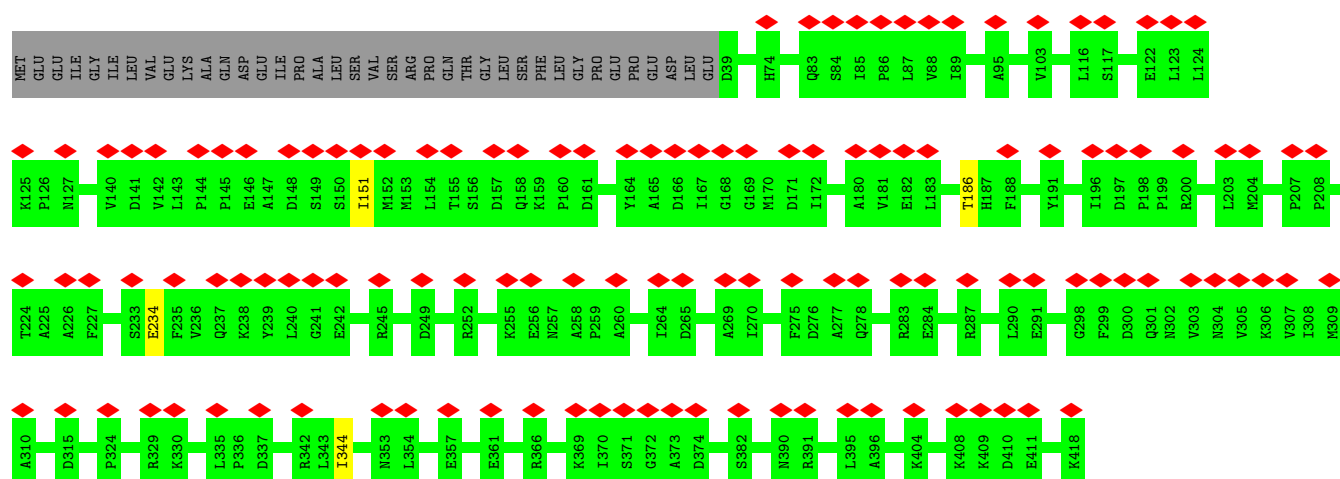 MET GLU GLU ILE GLY ILE LEU VAL GLU LYS ALA GLN ASP GLU ILE PRO ALA LEU SER VAL SER ARG PRO GLN THR GLY LEU SER PHE LEU GLY PRO GLU PRO GLU ASP LEU GLU D39 H74 Q83 S84 I85 P86 L87 V88 I89 A95 V103 L116 S117 E122 L123 L124
K125 P126 N127 V140 D141 V142 L143 P144 P145 E146 A147 D148 S149 S150 I151 M152 M153 L154 T155 S156 D157 Q158 K159 P160 D161 Y164 A165 D166 I167 G168 G169 M170 D171 I172 A180 V181 E182 L183 T186 H187 F188 Y191 I196 D197 P198 P199 R200 L203 M204 P207 P208
T224 A225 A226 F227 S233 E234 F235 V236 Q237 K238 Y239 L240 G241 E242 R245 D249 R252 K255 E256 N257 A258 P259 A260 I264 D265 A269 I270 F275 D276 A277 Q278 R283 E284 R287 L290 E291 G298 F299 D300 Q301 N302 V303 N304 V305 K306 V307 I308 M309
A310 D315 P324 R329 K330 L335 P336 D337 R342 L343 I344 N353 L354 E357 E361 R366 K369 I370 S371 G372 A373 D374 S382 N390 R391 L395 A396 K404 K408 K409 D410 E411 K418